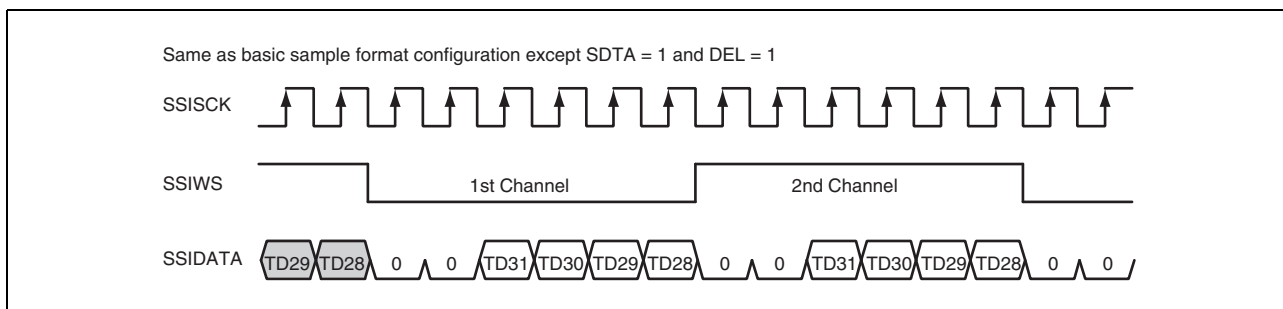 Same as basic sample format configuration except SDTA = 1 and DEL = 1
SSISCK
SSIWS 1st Channel 2nd Channel
SSIDATA TD29 TD28 0 0 TD31 TD30 TD29 TD28 0 0 TD31 TD30 TD29 TD28 0 0